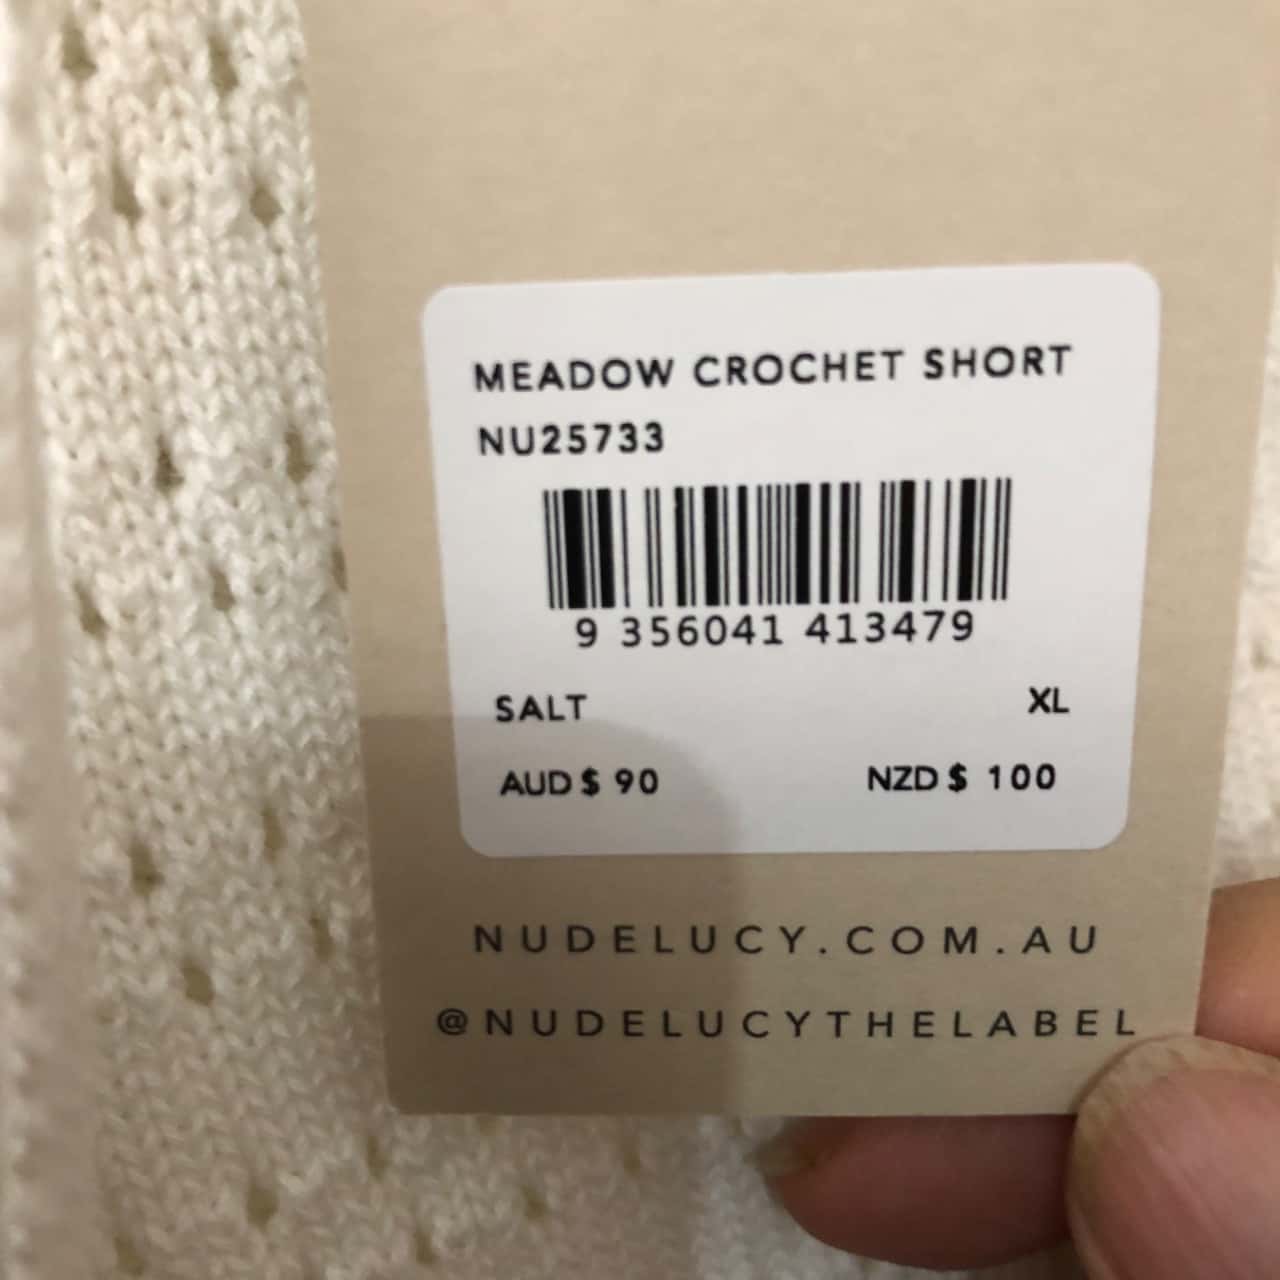 MEADOW CROCHET SHORT
NU25733
9 356041 413479
SALT XL
AUD $ 90 NZD $ 100
NUDELUCY.COM.AU
@NUDELUCYTHELABEL